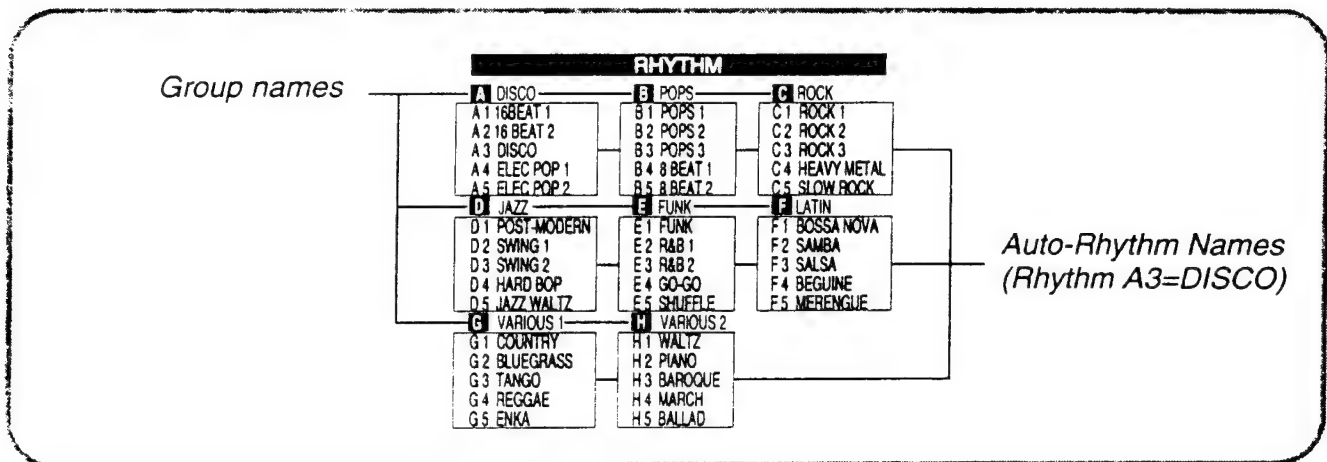 RHYTHM
Group names
A DISCO B POPS C ROCK
A 1 16BEAT 1 B 1 POPS 1 C 1 ROCK 1
A 2 16 BEAT 2 B 2 POPS 2 C 2 ROCK 2
A 3 DISCO B 3 POPS 3 C 3 ROCK 3
A 4 ELEC POP 1 B 4 8 BEAT 1 C 4 HEAVY METAL
A 5 ELEC POP 2 B 5 8 BEAT 2 C 5 SLOW ROCK
D JAZZ E FUNK F LATIN
D 1 POST-MODERN E 1 FUNK F 1 BOSSA NOVA
D 2 SWING 1 E 2 R&B 1 F 2 SAMBA
D 3 SWING 2 E 3 R&B 2 F 3 SALSA
D 4 HARD BOP E 4 GO-GO F 4 BEGUINE
D 5 JAZZ WALTZ E 5 SHUFFLE F 5 MERENGUE
Auto-Rhythm Names
(Rhythm A3=DISCO)
G VARIOUS 1 H VARIOUS 2
G 1 COUNTRY H 1 WALTZ
G 2 BLUEGRASS H 2 PIANO
G 3 TANGO H 3 BAROQUE
G 4 REGGAE H 4 MARCH
G 5 ENKA H 5 BALLAD